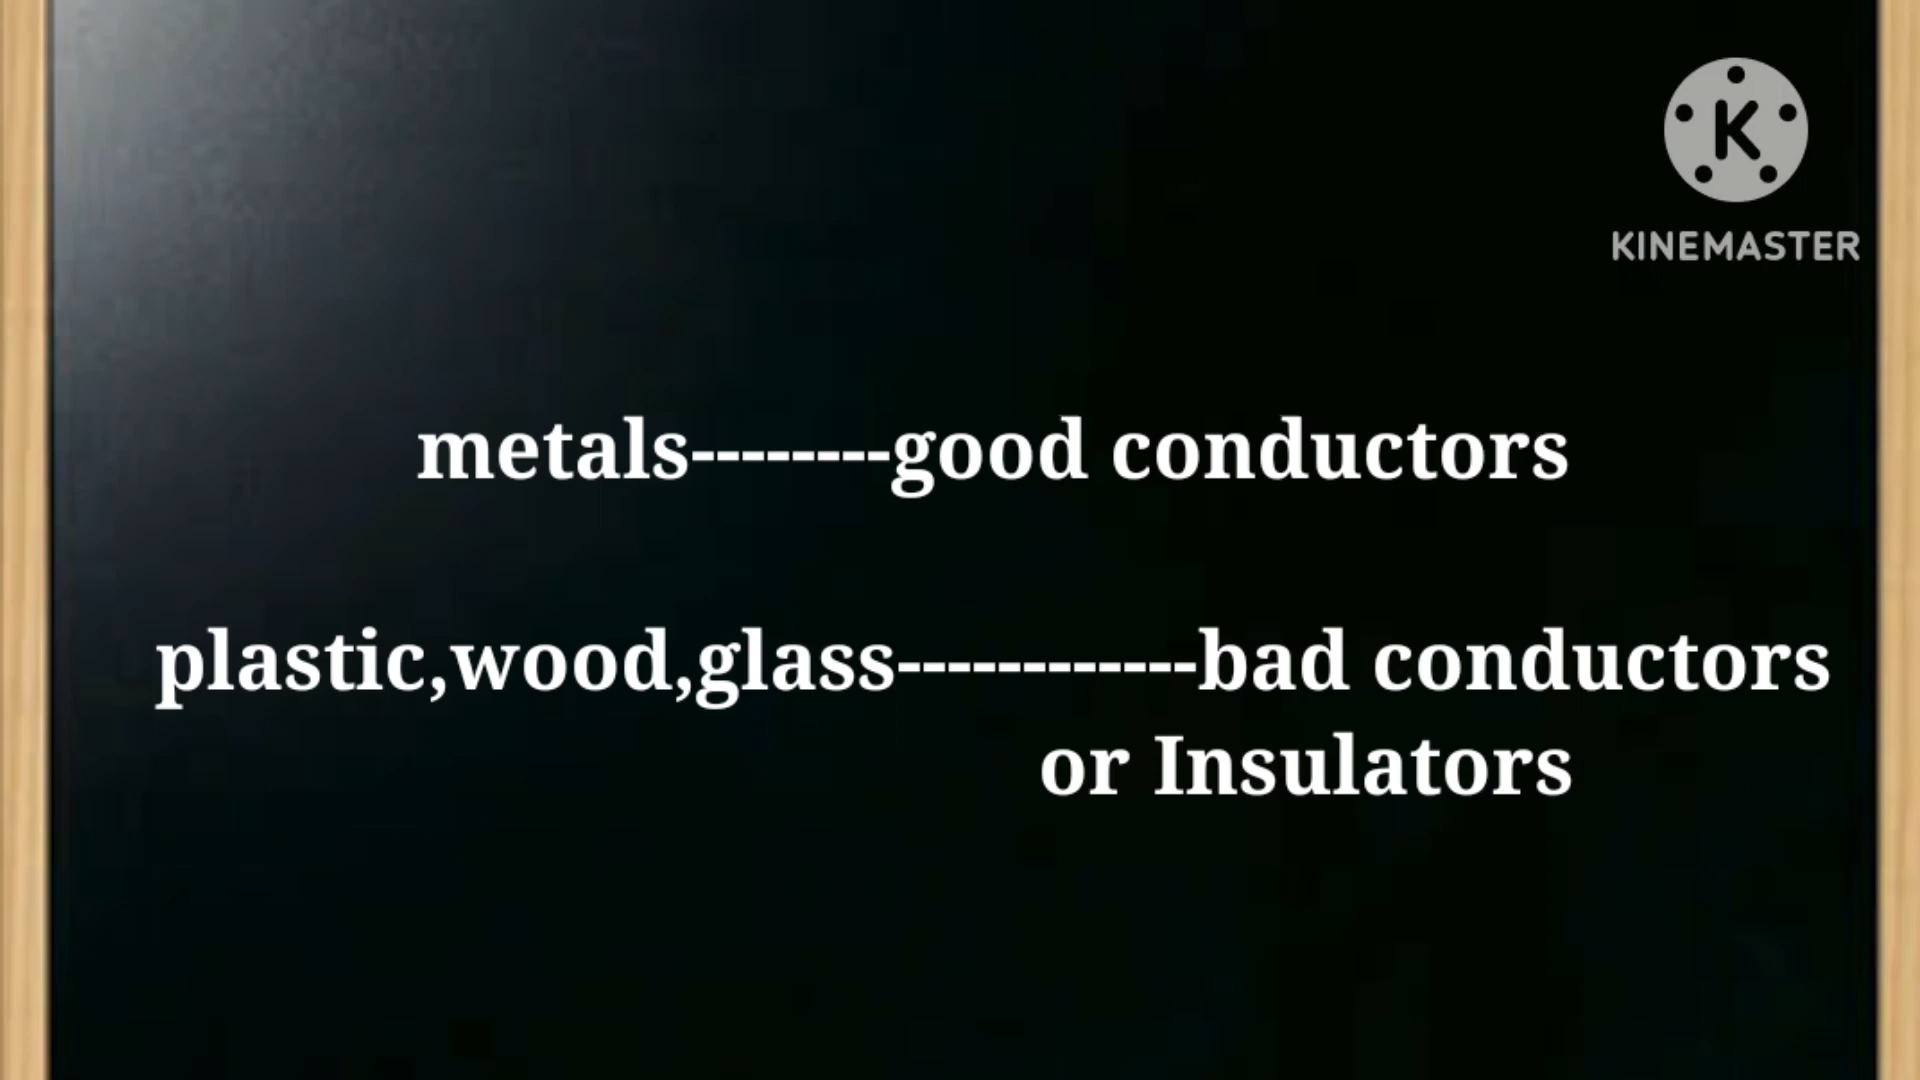 K
KINEMASTER
metals--------good conductors
plastic,wood,glass------------bad conductors
or Insulators